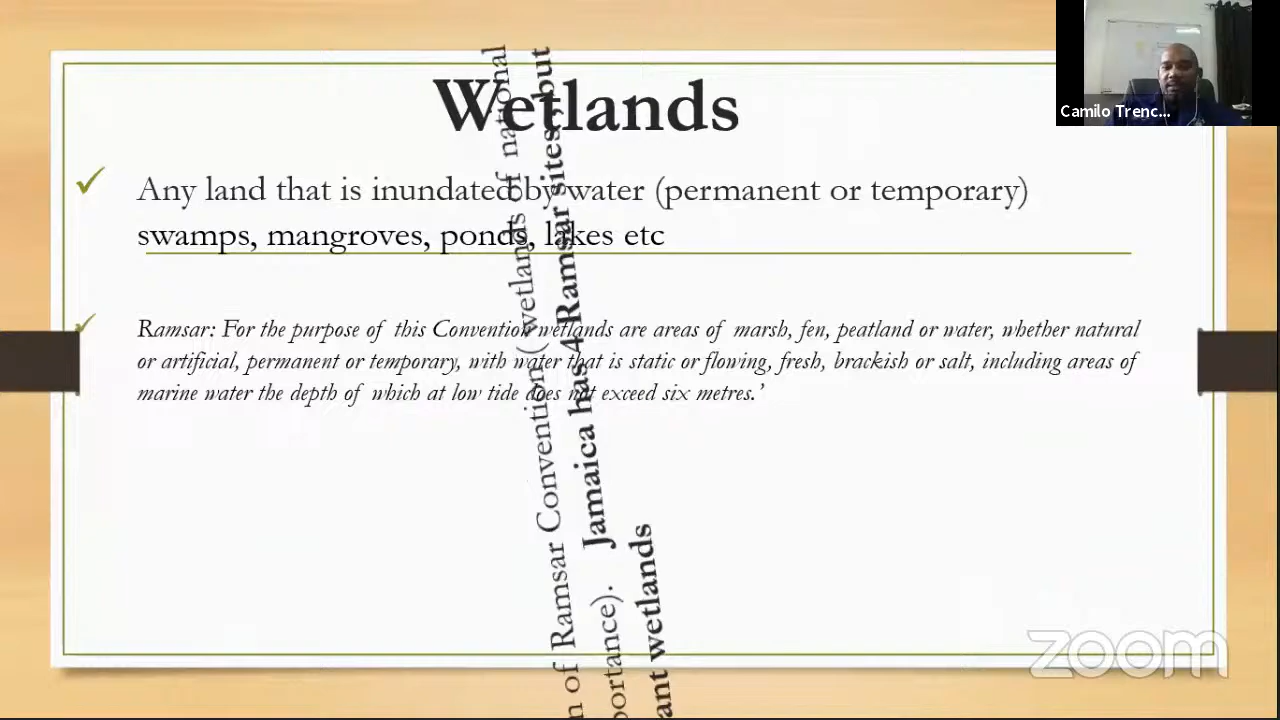 Wetlands
Any land that is inundated by water (permanent or temporary)
swamps, mangroves, ponds, lakes etc
Ramsar: For the purpose of this Convention wetlands are areas of marsh, fen, peatland or water, whether natural
or artificial, permanent or temporary, with water that is static or flowing, fresh, brackish or salt, including areas of
marine water the depth of which at low tide does not exceed six metres.’
of Ramsar Convention( wetlands of national
Jamaica has 4 Ramsar sites, but
wetlands
Camilo Trenc...
zoom